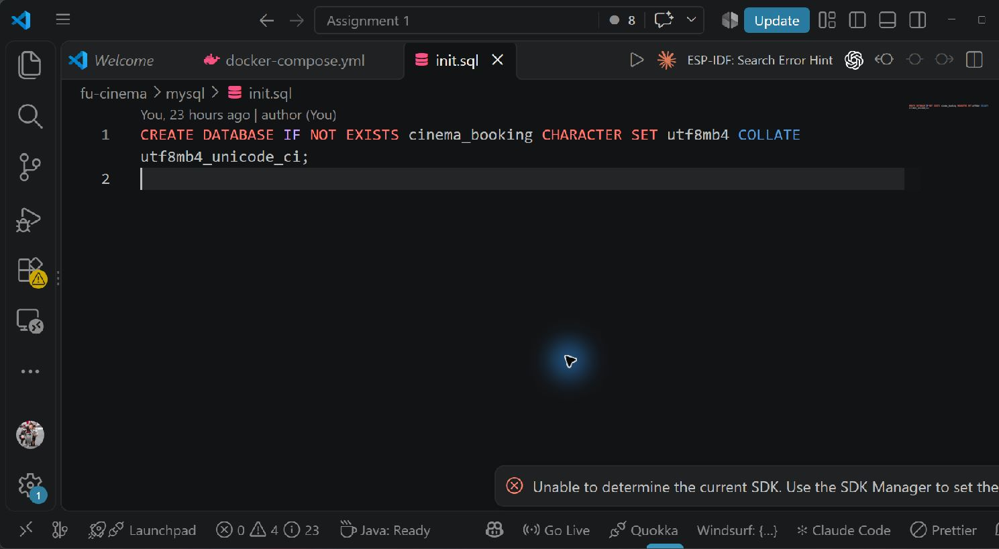 Assignment 1
8
Update
Welcome
docker-compose.yml
init.sql
ESP-IDF: Search Error Hint
fu-cinema > mysql > init.sql
You, 23 hours ago | author (You)
1 CREATE DATABASE IF NOT EXISTS cinema_booking CHARACTER SET utf8mb4 COLLATE
utf8mb4_unicode_ci;
2
1
Unable to determine the current SDK. Use the SDK Manager to set the
Launchpad 0 4 23 Java: Ready Go Live Quokka Windsurf: {...} Claude Code Prettier